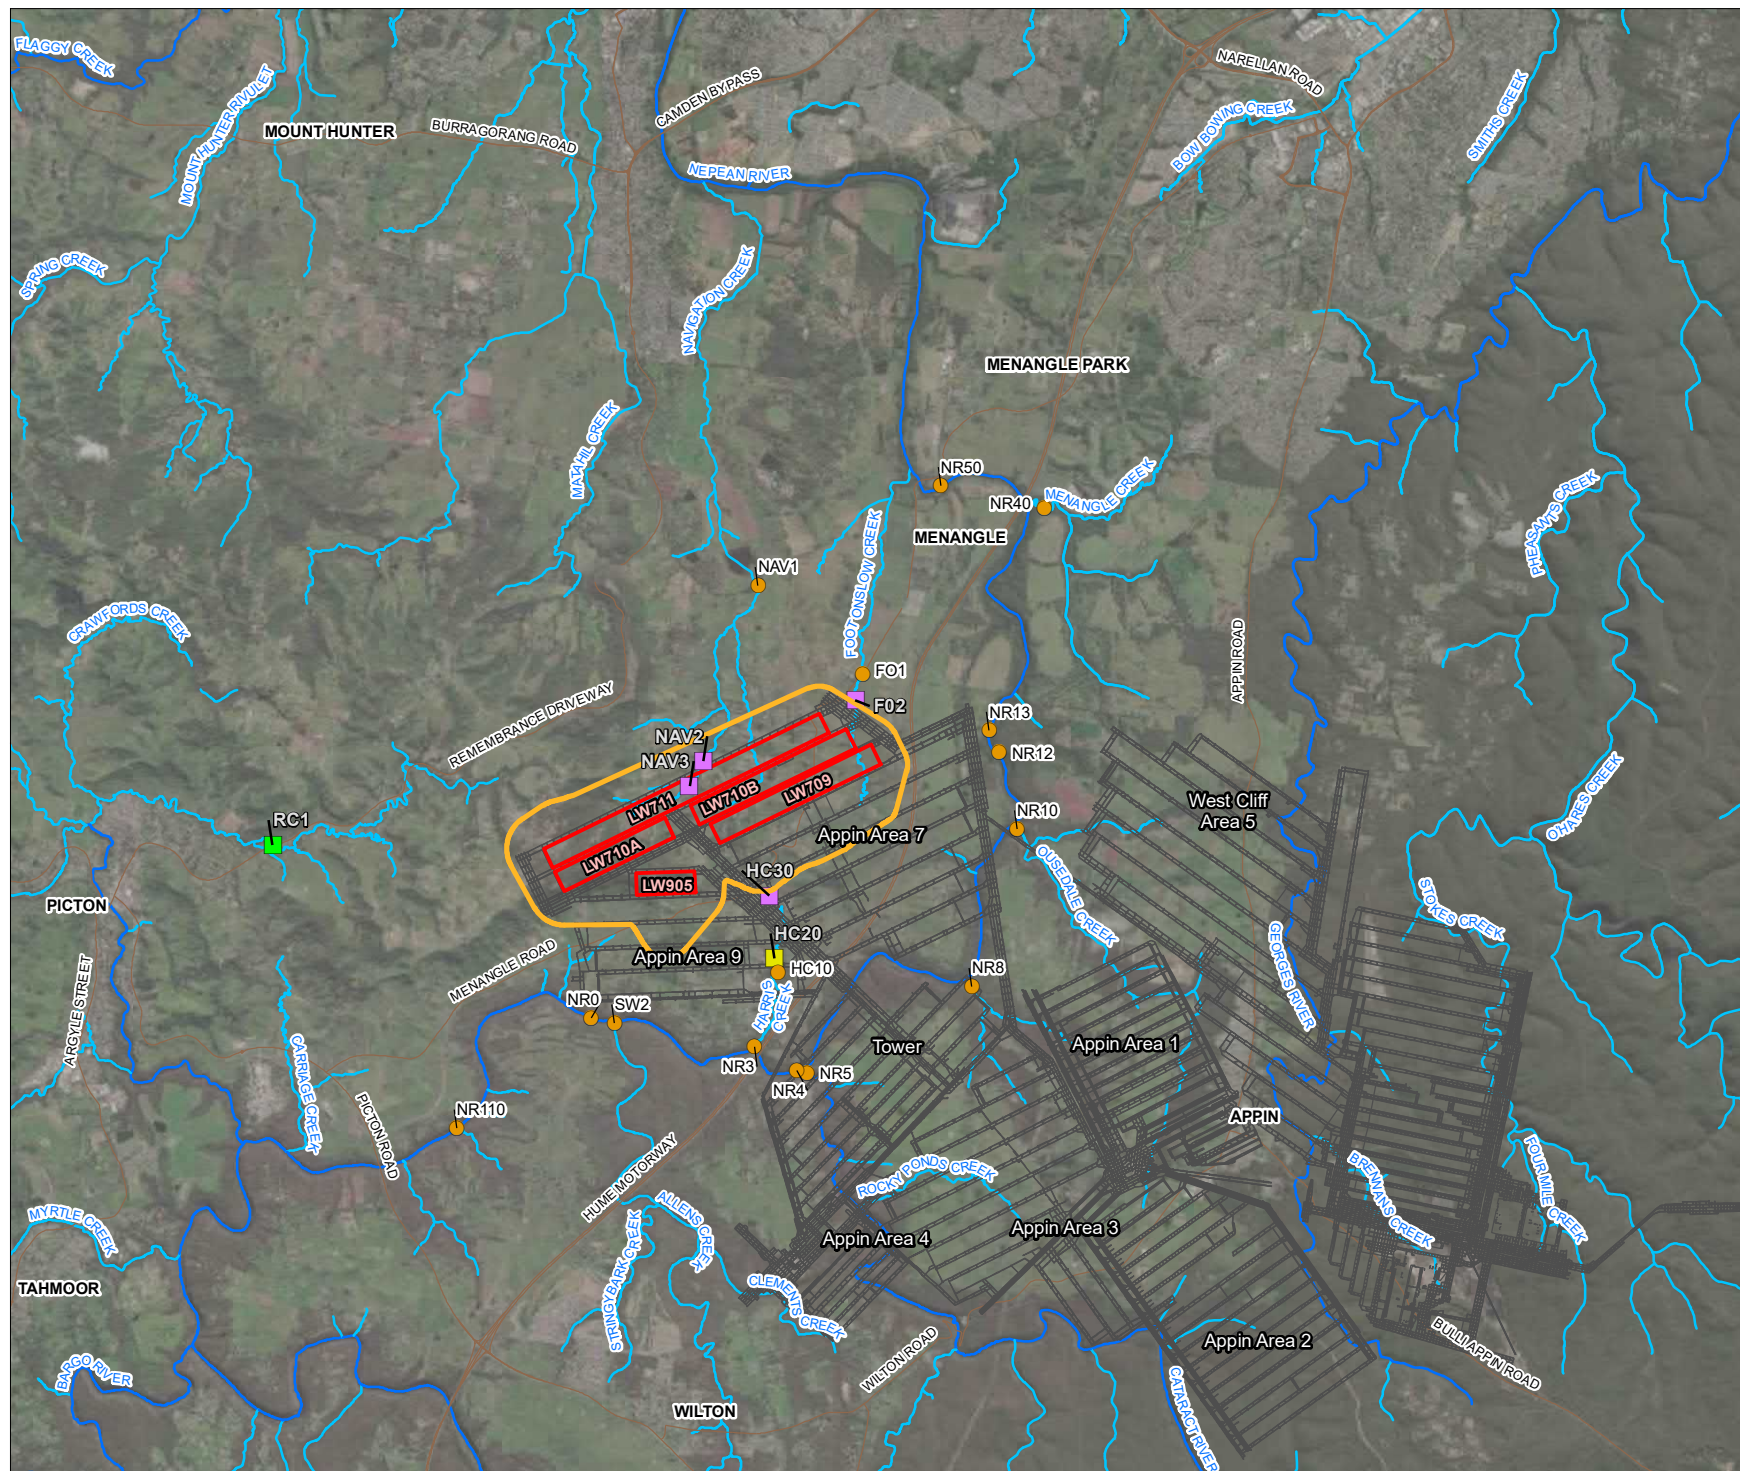 FLAGGY CREEK
MOUNT HUNTER RIVULET
MOUNT HUNTER
BURRAGORANG ROAD
CAMDEN BYPASS
NARELLAN ROAD
BOW BOWING CREEK
SMITHS CREEK
NEPEAN RIVER
SPRING CREEK
NAVIGATION CREEK
MENANGLE PARK
MATAHIL CREEK
NR50
NR40
MENANGLE CREEK
MENANGLE
PHEASANTS CREEK
FOOTONSLOW CREEK
NAV1
CRAWFORDS CREEK
APPIN ROAD
FO1
F02
REMEMBRANCE DRIVEWAY
NR13
NAV2
NR12
NAV3
LW711
LW710B
LW709
West Cliff
Area 5
O'HARES CREEK
RC1
NR10
Appin Area 7
LW710A
OUSEDALE CREEK
HC30
LW905
STOKES CREEK
PICTON
HC20
Appin Area 9
HC10
NR8
MENANGLE ROAD
GEORGES RIVER
ARGYLE STREET
NR0
SW2
HARRIS
CREEK
Tower
Appin Area 1
NR3
NR5
NR4
CARRIAGE CREEK
NR110
PICTON ROAD
APPIN
HUME MOTORWAY
ROCKY PONDS CREEK
BRENNANS CREEK
FOURMILE CREEK
MYRTLE CREEK
ALLENS CREEK
STRINGYBARK CREEK
Appin Area 4
Appin Area 3
TAHMOOR
CLEMENTS CREEK
Appin Area 2
BULLI APPIN ROAD
BARGO RIVER
WILTON ROAD
CATARACT RIVER
WILTON